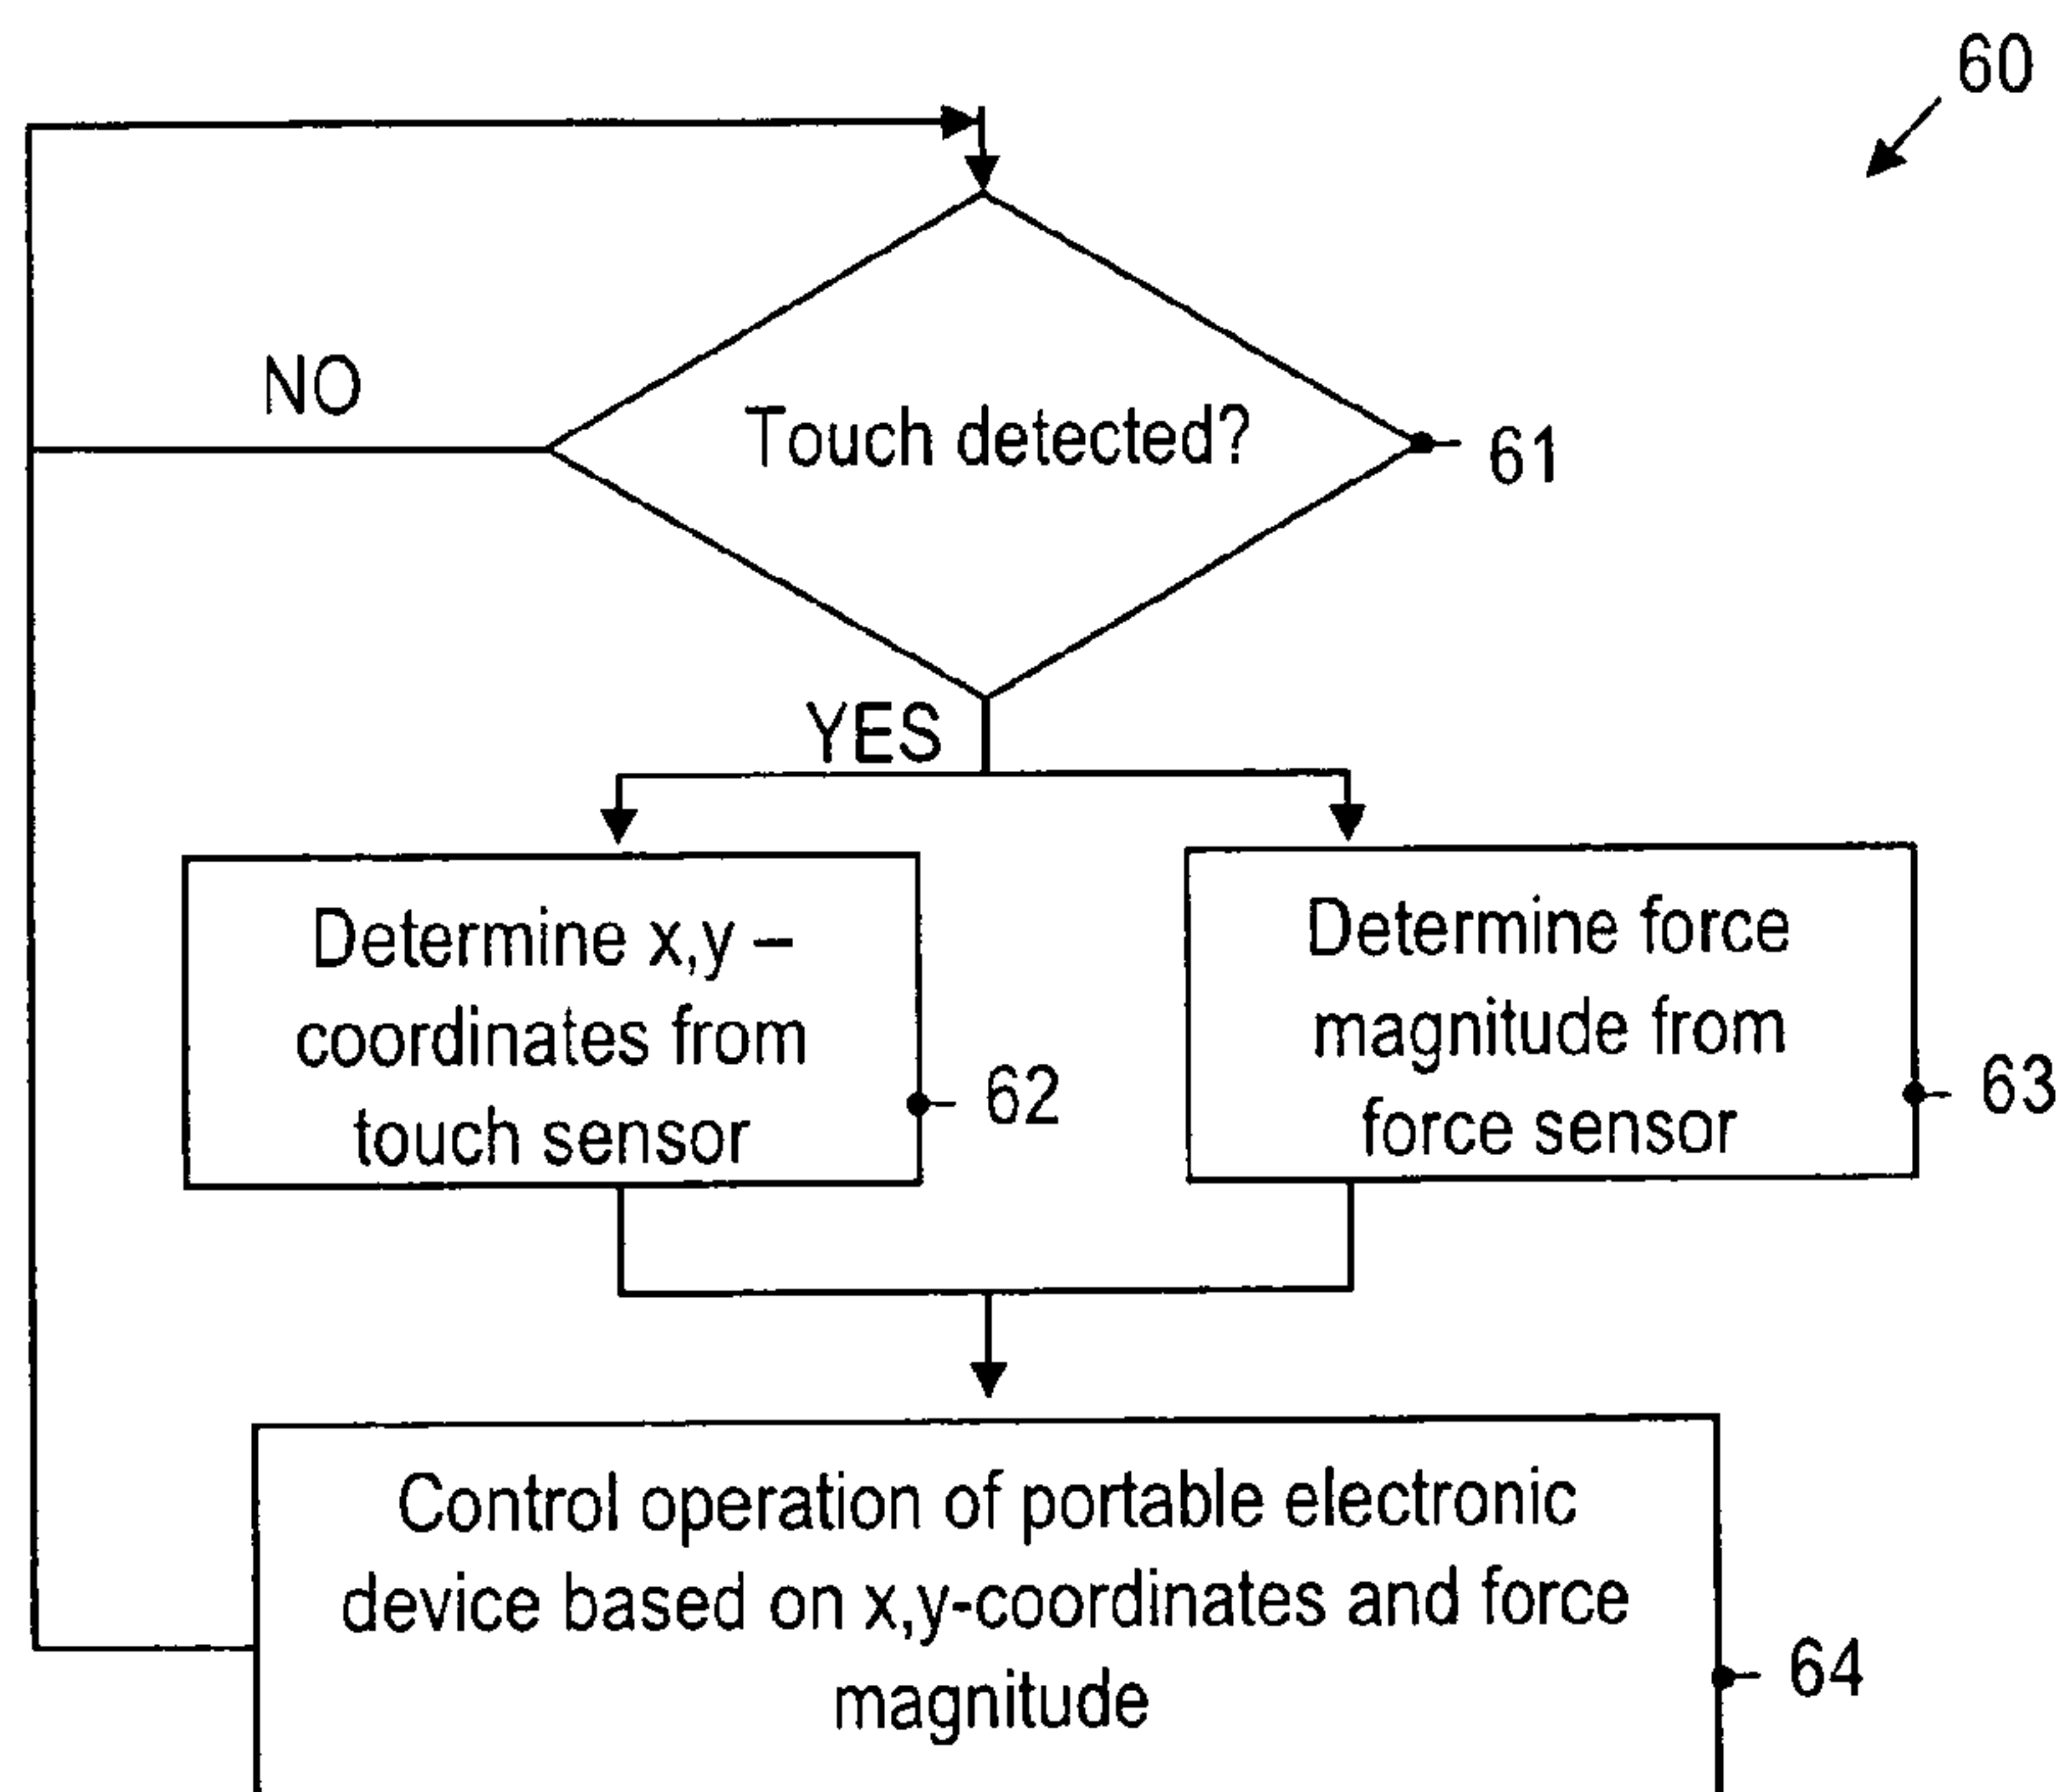 60
NO
Touch detected?
61
YES
Determine x,y –
coordinates from
touch sensor
62
Determine force
magnitude from
force sensor
63
Control operation of portable electronic
device based on x,y-coordinates and force
magnitude
64